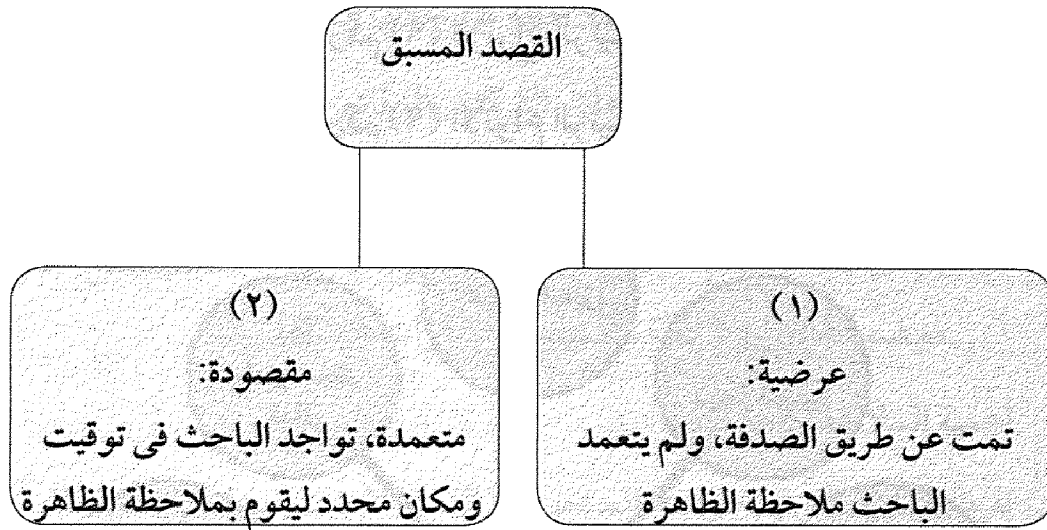 القصد المسبق
(١)
عرضية:
تمت عن طريق الصدفة، ولم يتعمد
الباحث ملاحظة الظاهرة
(٢)
مقصودة:
متعمدة، تواجد الباحث فى توقيت
ومكان محدد ليقوم بملاحظة الظاهرة